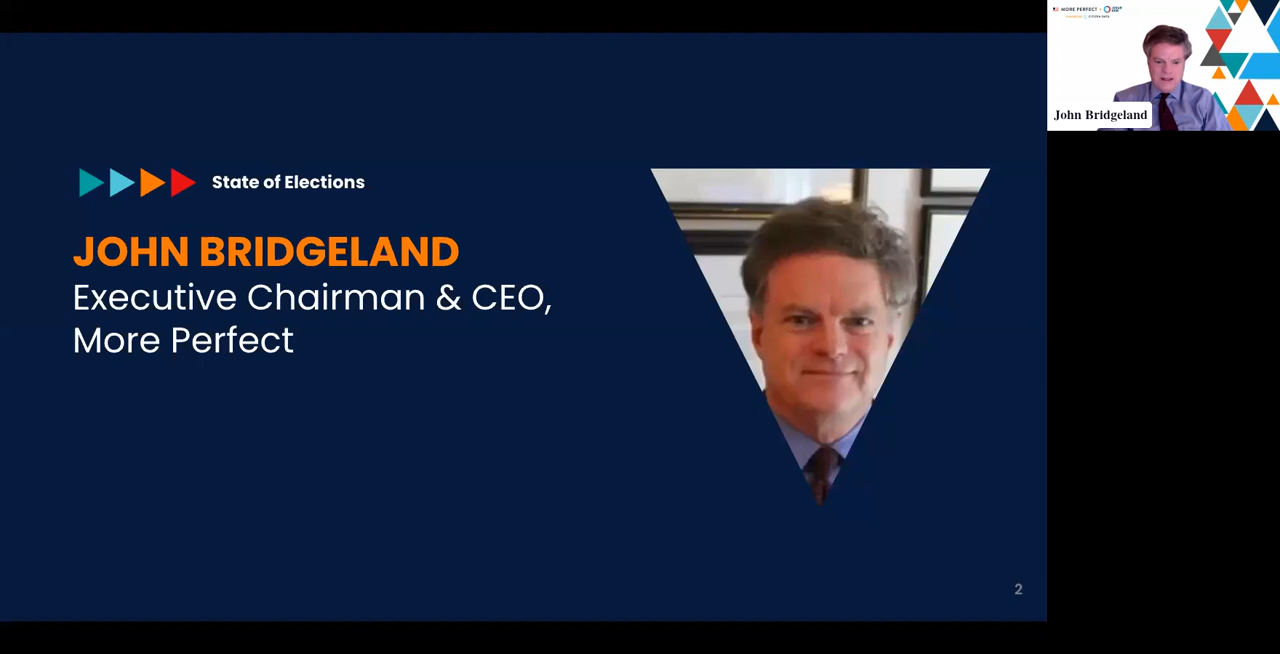 State of Elections
JOHN BRIDGELAND
Executive Chairman & CEO,
More Perfect
2
MORE PERFECT
John Bridgeland